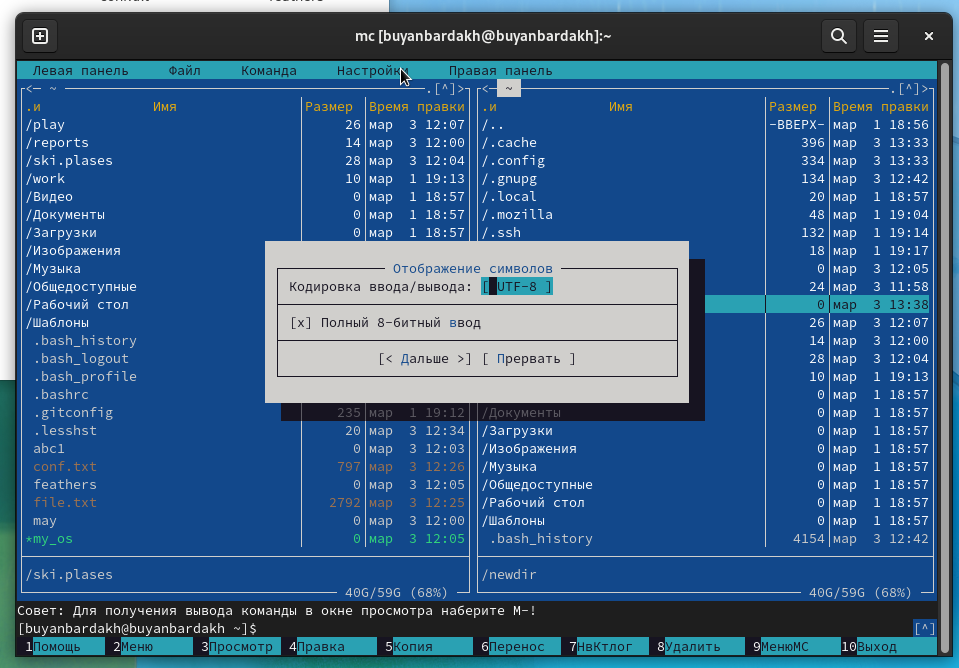 mc [buyanbardakh@buyanbardakh]:~
Левая панель Файл Команда Настройки Правая панель
<─ ~ .[^]> <─ ~ .[^]>
.и Имя Размер Время правки .и Имя Размер Время правки
/play 26 мар 3 12:07 /.. -ВВЕРХ- мар 1 18:56
/reports 14 мар 3 12:00 /.cache 396 мар 3 13:33
/ski.plases 28 мар 3 12:04 /.config 334 мар 3 13:33
/work 10 мар 1 19:13 /.gnupg 134 мар 3 12:42
/Видео 0 мар 1 18:57 /.local 20 мар 1 18:57
/Документы 0 мар 1 18:57 /.mozilla 48 мар 1 19:04
/Загрузки 0 мар 1 18:57 /.ssh 132 мар 1 19:14
/Изображения 18 мар 1 19:17
/Музыка 0 мар 3 12:05
/Общедоступные 24 мар 3 11:58
/Рабочий стол 0 мар 3 13:38
/Шаблоны 26 мар 3 12:07
.bash_history 14 мар 3 12:00
.bash_logout 28 мар 3 12:04
.bash_profile 10 мар 1 19:13
.bashrc 0 мар 1 18:57
Отображение символов
Кодировка ввода/вывода: [ UTF-8 ]
[x] Полный 8-битный ввод
[< Дальше >] [ Прервать ]
.gitconfig 235 мар 1 19:12 /Документы 0 мар 1 18:57
.lesshst 20 мар 3 12:34 /Загрузки 0 мар 1 18:57
abc1 0 мар 3 12:03 /Изображения 0 мар 1 18:57
conf.txt 797 мар 3 12:26 /Музыка 0 мар 1 18:57
feathers 0 мар 3 12:05 /Общедоступные 0 мар 1 18:57
file.txt 2792 мар 3 12:25 /Рабочий стол 0 мар 1 18:57
may 0 мар 3 12:00 /Шаблоны 0 мар 1 18:57
*my_os 0 мар 3 12:05 .bash_history 4154 мар 3 12:42
/ski.plases /newdir
40G/59G (68%) 40G/59G (68%)
Совет: Для получения вывода команды в окне просмотра наберите M-!
[buyanbardakh@buyanbardakh ~]$ [^]
1Помощь 2Меню 3Просмотр 4Правка 5Копия 6Перенос 7НвКтлог 8Удалить 9МенюМС 10Выход